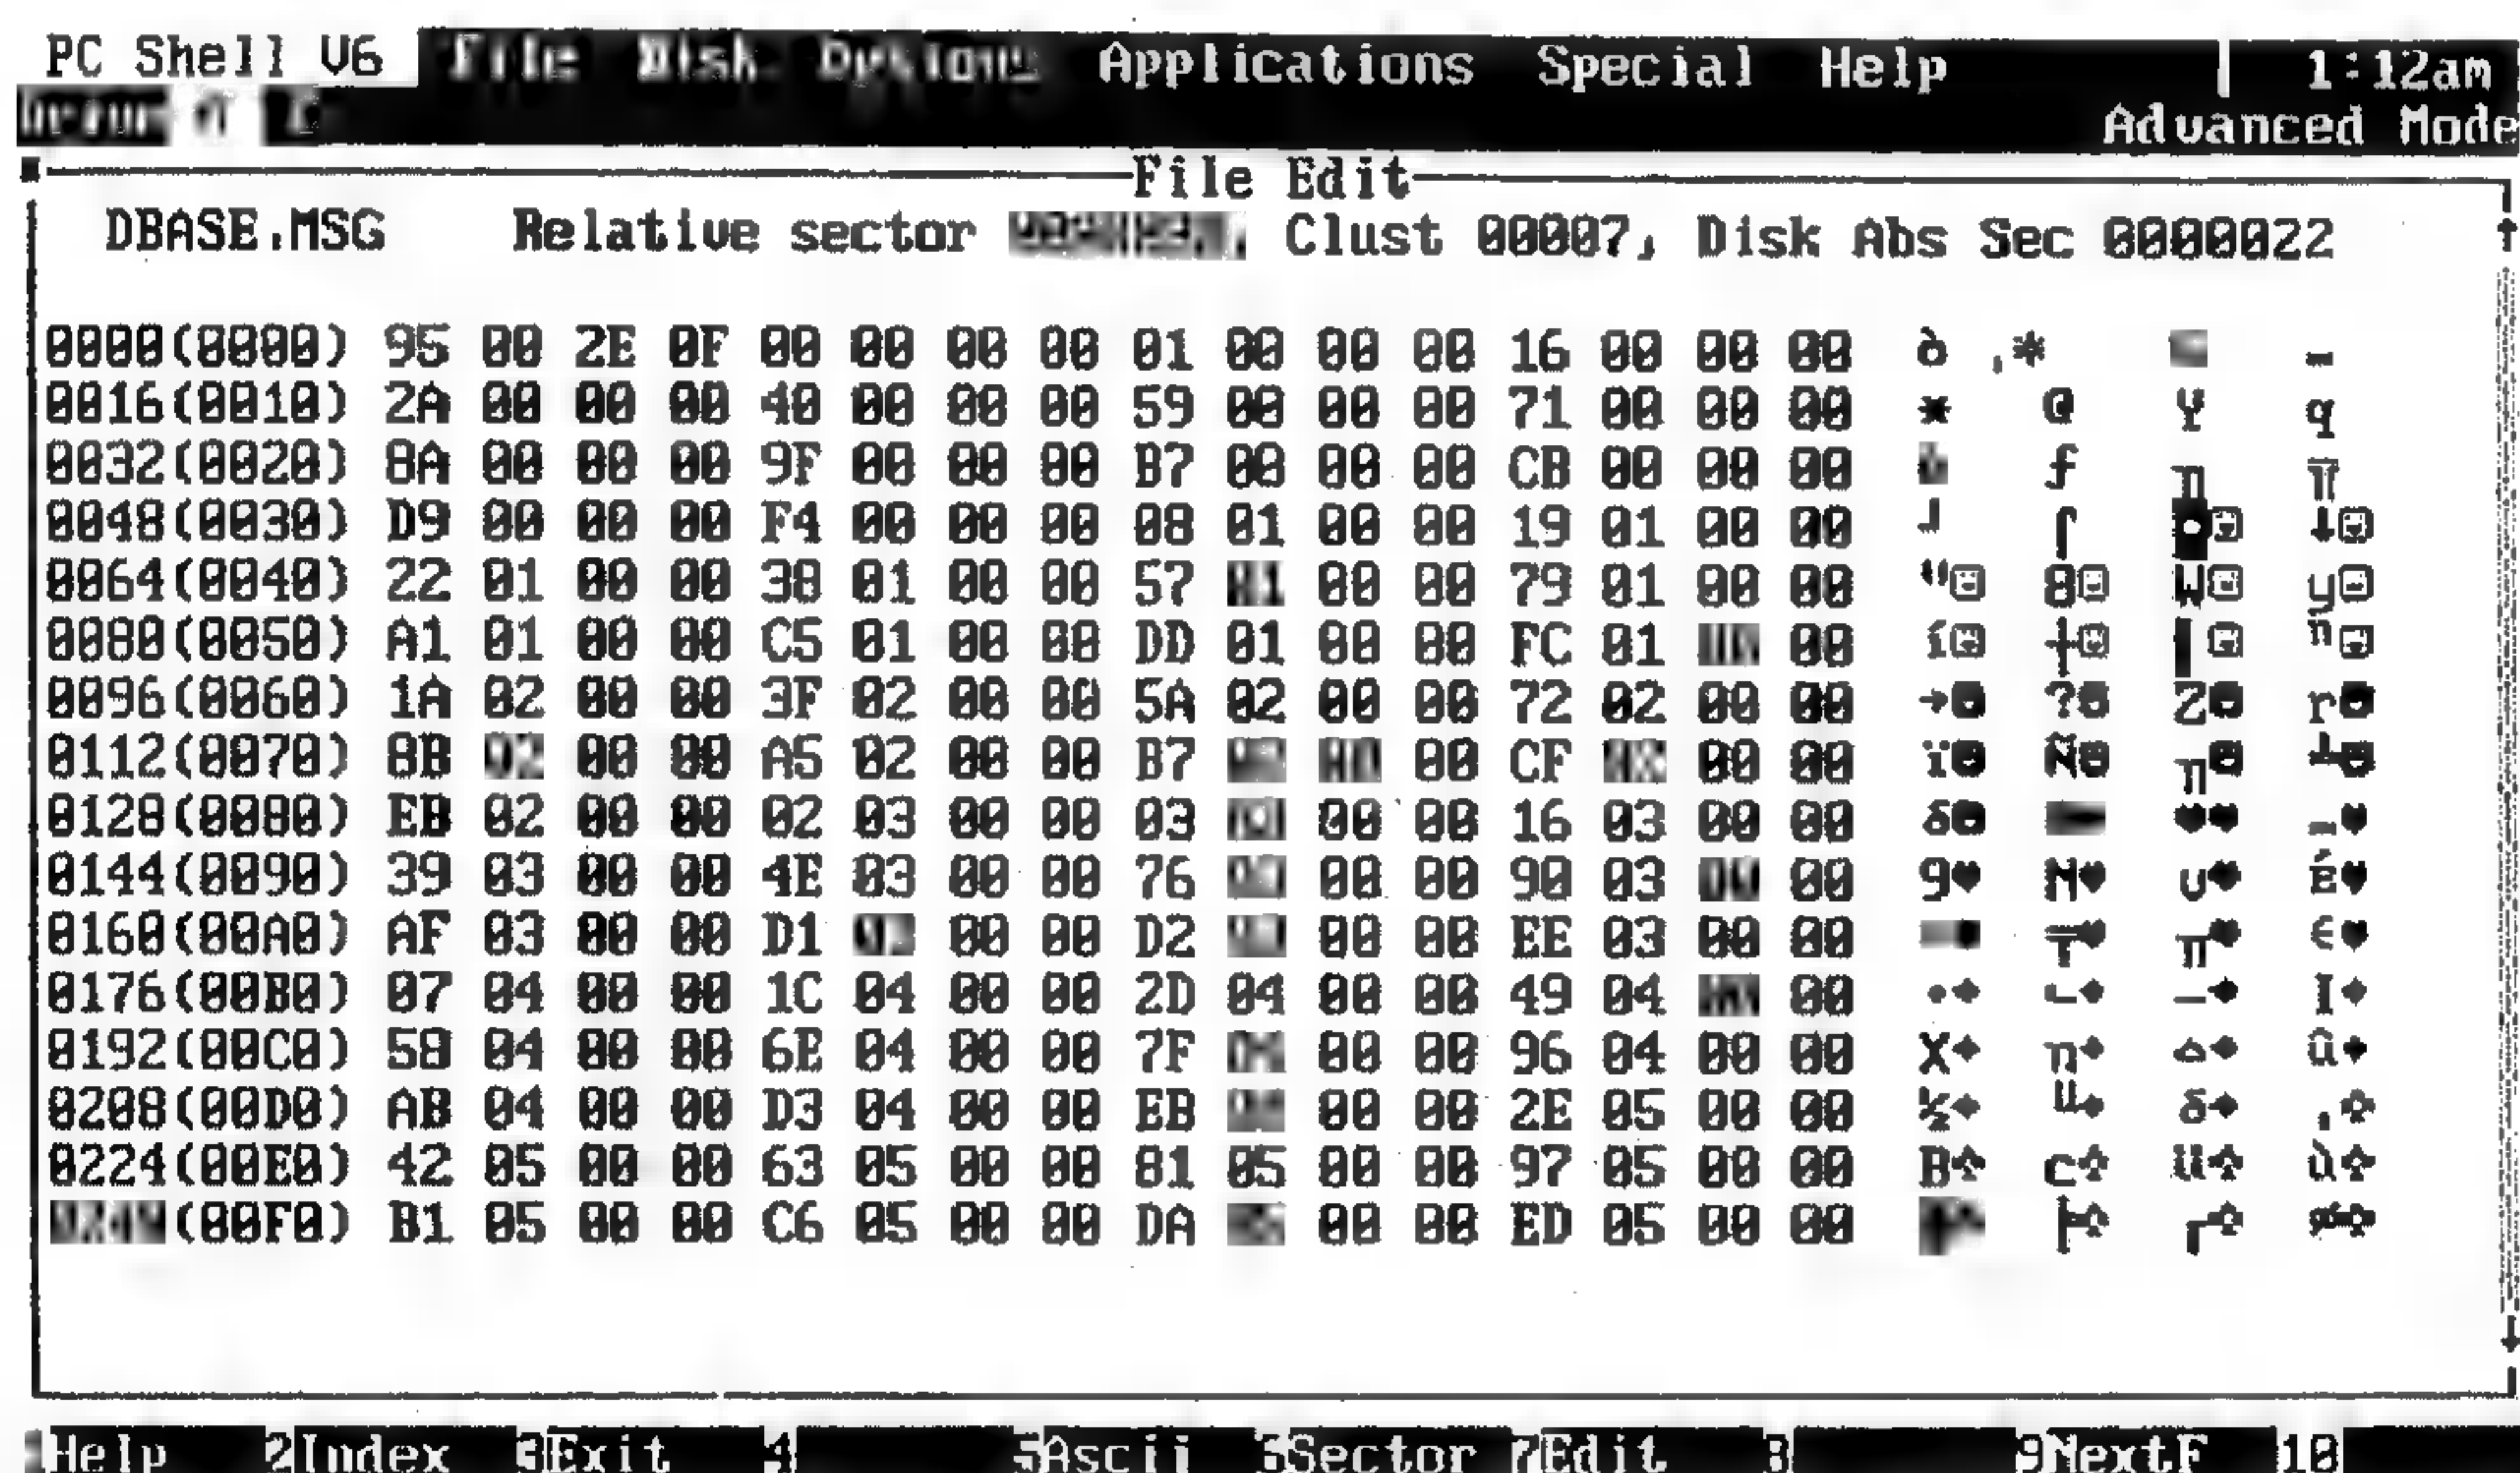 PC Shell V6 File Disk Options Applications Special Help 1:12am
Advanced Mode
File Edit
DBASE.MSG Relative sector Clust 00007, Disk Abs Sec 0000022
0000(0000) 95 00 2E 0F 00 00 00 00 01 00 00 00 16 00 00 00 ò .☼ ▬
0016(0010) 2A 00 00 00 40 00 00 00 59 00 00 00 71 00 00 00 * @ Y q
0032(0020) 8A 00 00 00 9F 00 00 00 B7 00 00 00 CB 00 00 00 ƒ ╖ ╦
0048(0030) D9 00 00 00 F4 00 00 00 08 01 00 00 19 01 00 00 ┘ ⌠ ◘☺ ↓☺
0064(0040) 22 01 00 00 38 01 00 00 57 00 00 79 01 00 00 "☺ 8☺ W☺ y☺
0080(0050) A1 01 00 00 C5 01 00 00 DD 01 00 00 FC 01 00 í☺ ┼☺ ▌☺ ⁿ☺
0096(0060) 1A 02 00 00 3F 02 00 00 5A 02 00 00 72 02 00 00 →☻ ?☻ Z☻ r☻
0112(0070) 8B 00 00 A5 02 00 00 B7 00 CF 00 00 ï☻ Ñ☻ ╖☻ ╧☻
0128(0080) EB 02 00 00 02 03 00 00 03 00 00 16 03 00 00 δ☻ ♥♥ ▬♥
0144(0090) 39 03 00 00 4E 03 00 00 76 00 00 90 03 00 9♥ N♥ v♥ É♥
0160(00A0) AF 03 00 00 D1 00 00 D2 00 00 EE 03 00 00 ╤♥ ╥♥ ε♥
0176(00B0) 07 04 00 00 1C 04 00 00 2D 04 00 00 49 04 00 •♦ ∟♦ -♦ I♦
0192(00C0) 58 04 00 00 6E 04 00 00 7F 00 00 96 04 00 00 X♦ n♦ ⌂♦ û♦
0208(00D0) AB 04 00 00 D3 04 00 00 EB 00 00 2E 05 00 00 ½♦ ╙♦ δ♦ .♣
0224(00E0) 42 05 00 00 63 05 00 00 81 05 00 00 97 05 00 00 B♣ c♣ ü♣ ù♣
(00F0) B1 05 00 00 C6 05 00 00 DA 00 00 ED 05 00 00 ╞♣ ┌♣ φ♣
1Help 2Index 3Exit 4 5Ascii 6Sector 7Edit 8 9NextF 10